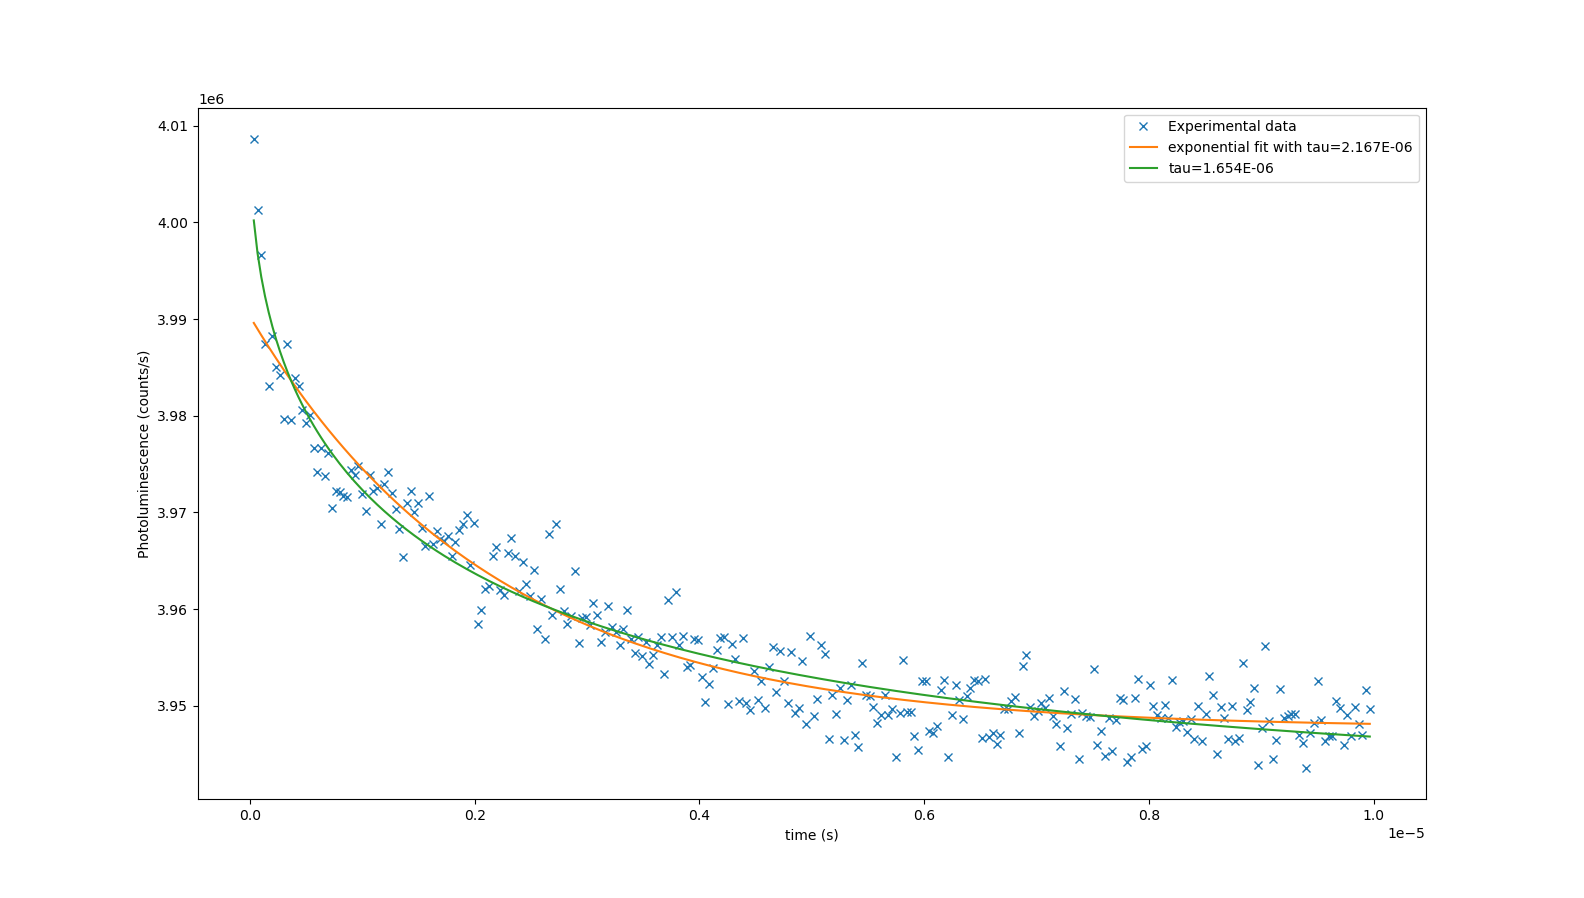 1e6
4.01
4.00
3.99
3.98
3.97
3.96
3.95
Photoluminescence (counts/s)
Experimental data
exponential fit with tau=2.167E-06
tau=1.654E-06
0.0 0.2 0.4 0.6 0.8 1.0
1e−5
time (s)